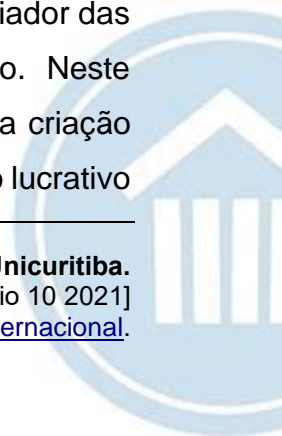 iador das
o. Neste
a criação
o lucrativo
Unicuritiba.
io 10 2021]
ernacional.